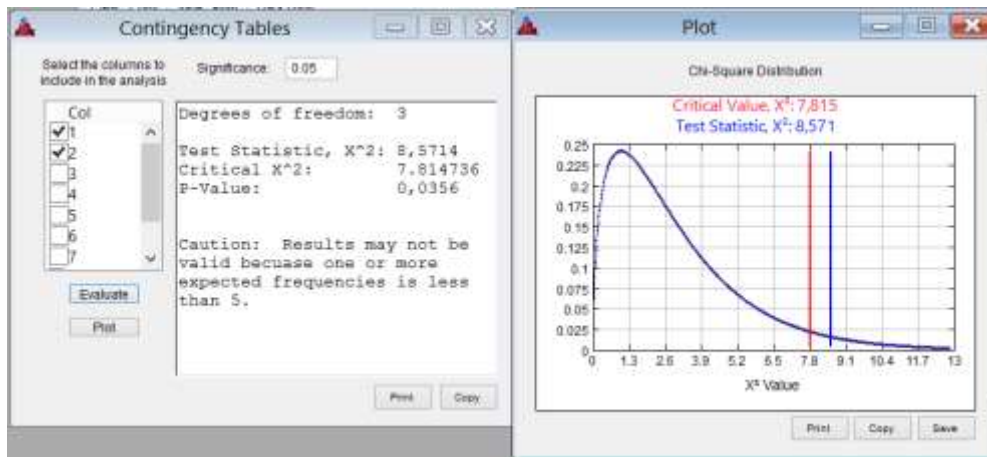 Contingency Tables
Select the columns to
include in the analysis
Significance: 0.05
Col
1
2
3
4
5
6
7
Evaluate
Plot
Degrees of freedom: 3
Test Statistic, X^2: 8,5714
Critical X^2: 7.814736
P-Value: 0,0356
Caution: Results may not be
valid becuase one or more
expected frequencies is less
than 5.
Print Copy
Plot
Chi-Square Distribution
Critical Value, X²: 7,815
Test Statistic, X²: 8,571
0.25
0.225
0.2
0.175
0.15
0.125
0.1
0.075
0.05
0.025
0
0 1.3 2.6 3.9 5.2 6.5 7.8 9.1 10.4 11.7 13
X² Value
Print Copy Save